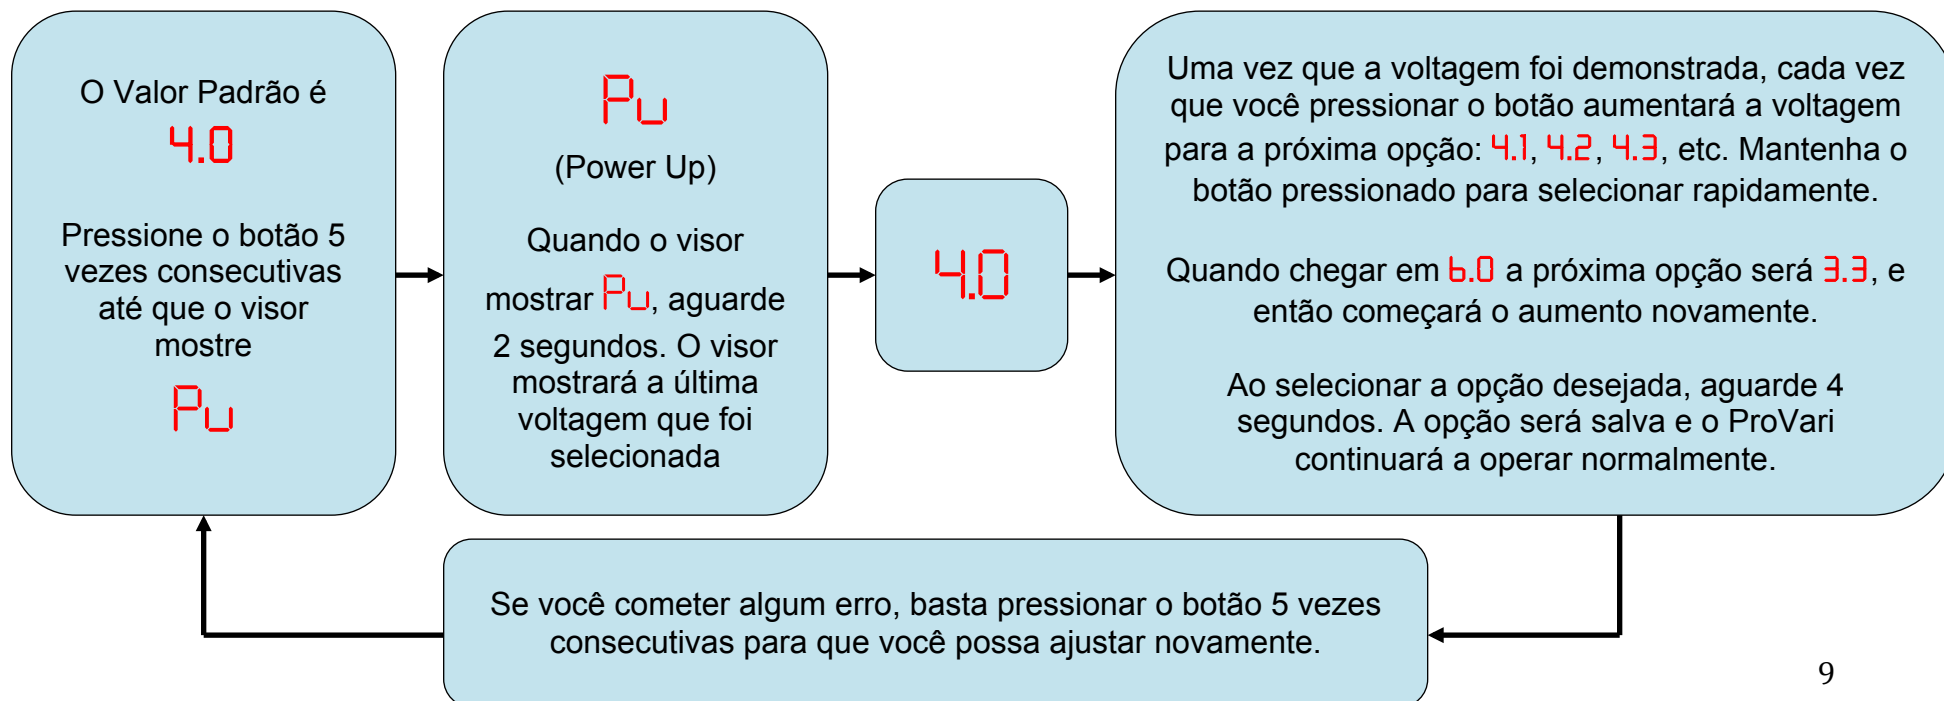 O Valor Padrão é
4.0
Pressione o botão 5
vezes consecutivas
até que o visor
mostre
Pu
Pu
(Power Up)
Quando o visor
mostrar Pu, aguarde
2 segundos. O visor
mostrará a última
voltagem que foi
selecionada
4.0
Uma vez que a voltagem foi demonstrada, cada vez
que você pressionar o botão aumentará a voltagem
para a próxima opção: 4.1, 4.2, 4.3, etc. Mantenha o
botão pressionado para selecionar rapidamente.
Quando chegar em 6.0 a próxima opção será 3.3, e
então começará o aumento novamente.
Ao selecionar a opção desejada, aguarde 4
segundos. A opção será salva e o ProVari
continuará a operar normalmente.
Se você cometer algum erro, basta pressionar o botão 5 vezes
consecutivas para que você possa ajustar novamente.
9